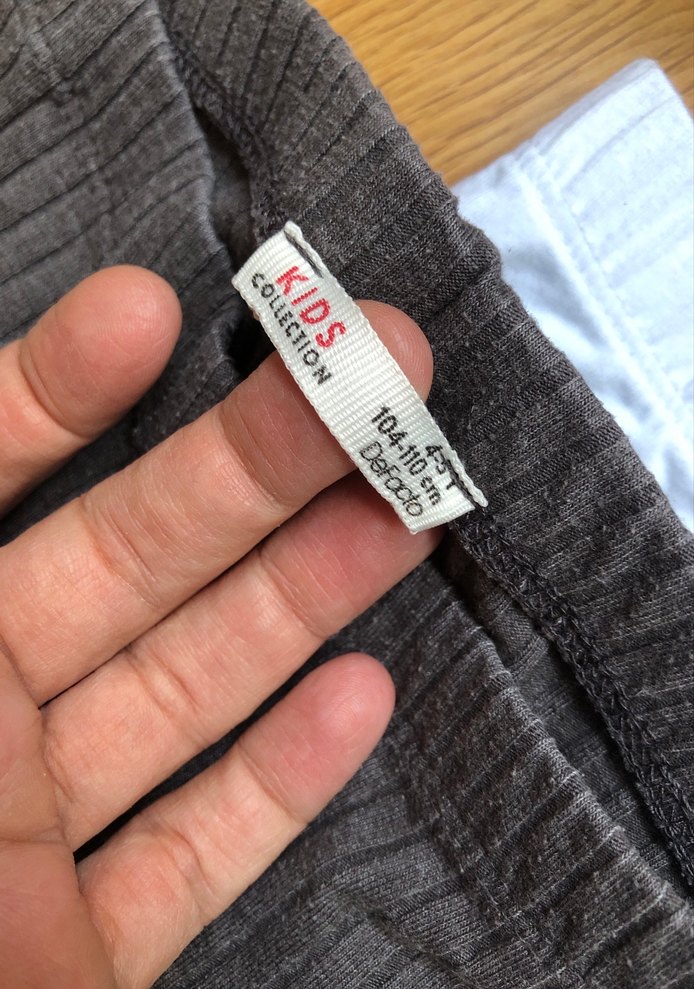 KIDS
COLLECTION
4-5
104-110 cm
DeFacto